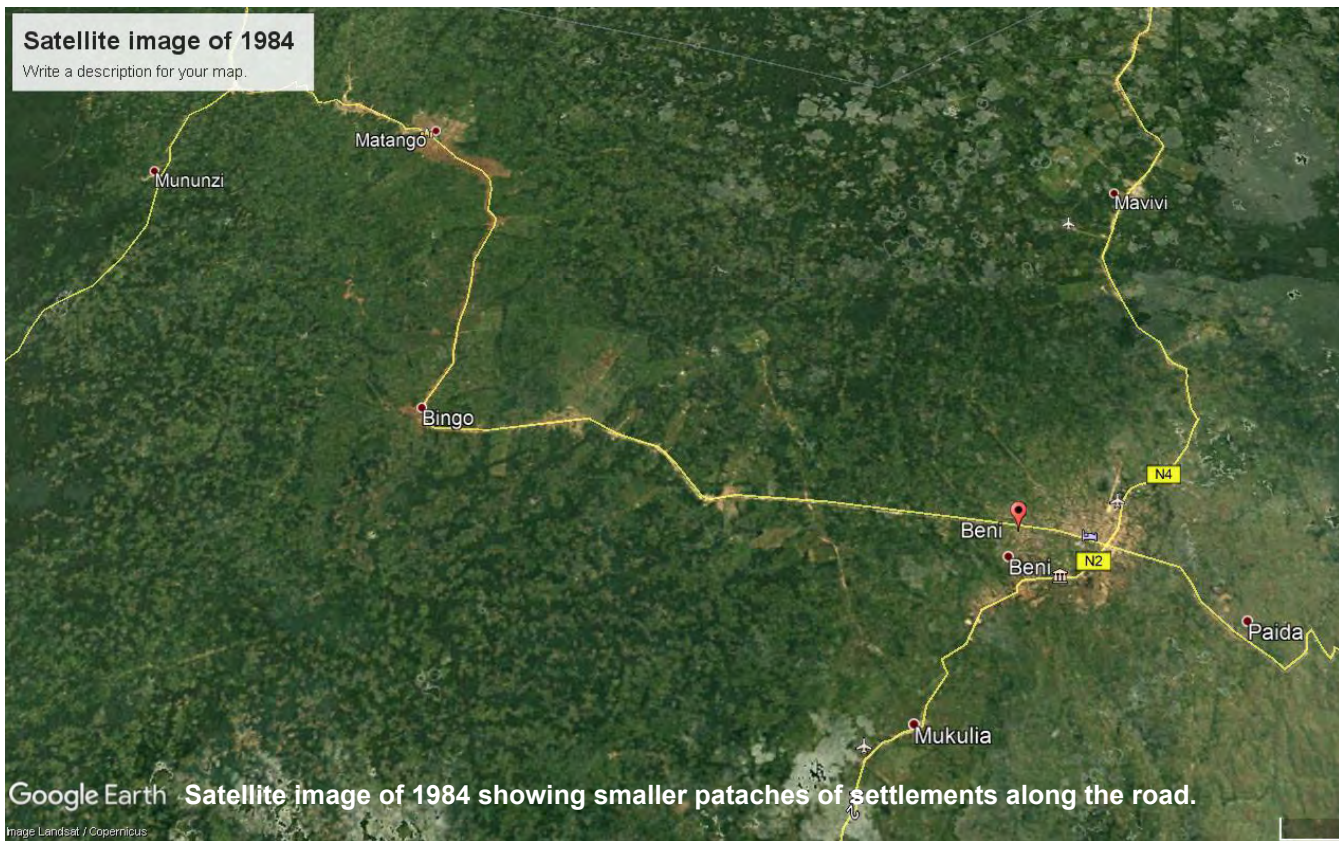 Satellite image of 1984
Write a description for your map.
Matango
Mununzi
Mavivi
Bingo
N4
Beni
Beni
N2
Paida
Mukulia
Google Earth
Satellite image of 1984 showing smaller pataches of settlements along the road.
Image Landsat / Copernicus